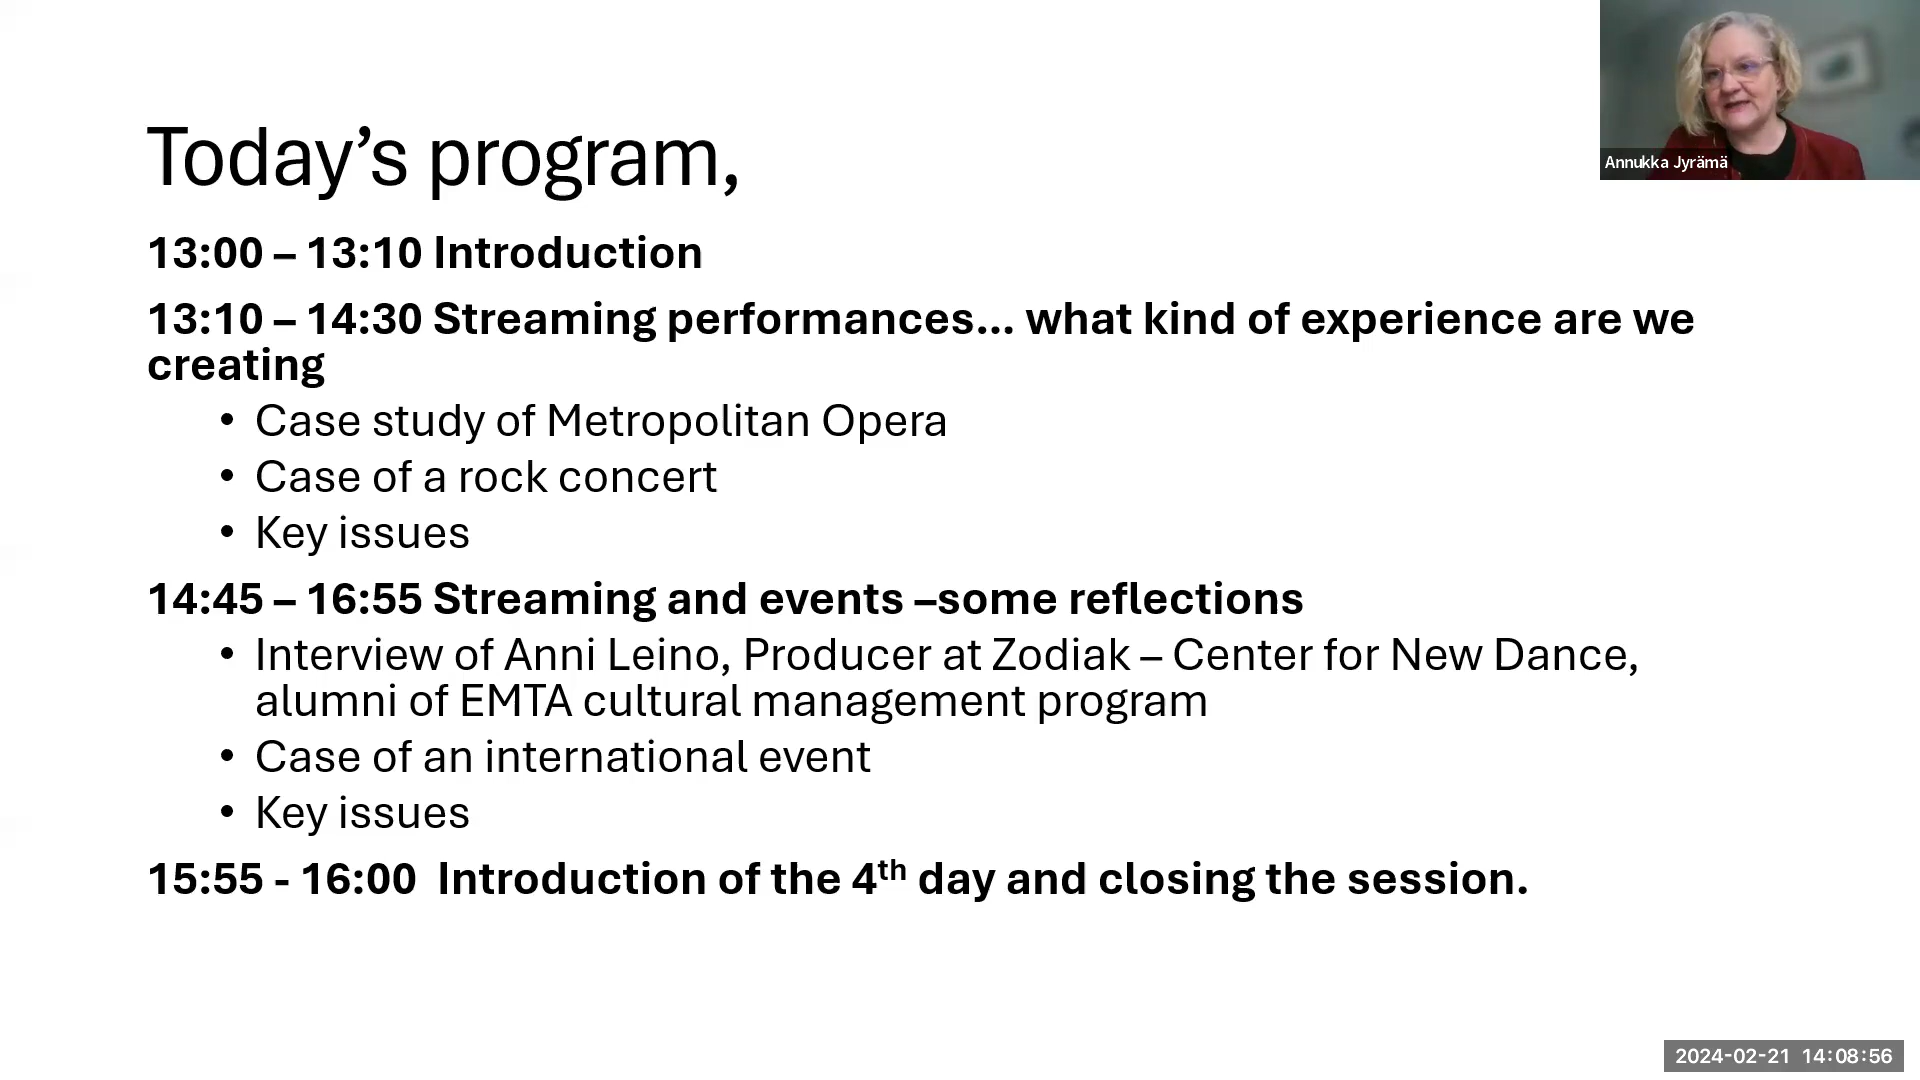 Today’s program,
Annukka Jyrämä
13:00 – 13:10 Introduction
13:10 – 14:30 Streaming performances... what kind of experience are we
creating
• Case study of Metropolitan Opera
• Case of a rock concert
• Key issues
14:45 – 16:55 Streaming and events –some reflections
• Interview of Anni Leino, Producer at Zodiak – Center for New Dance,
alumni of EMTA cultural management program
• Case of an international event
• Key issues
15:55 - 16:00  Introduction of the 4th day and closing the session.
2024-02-21 14:08:56